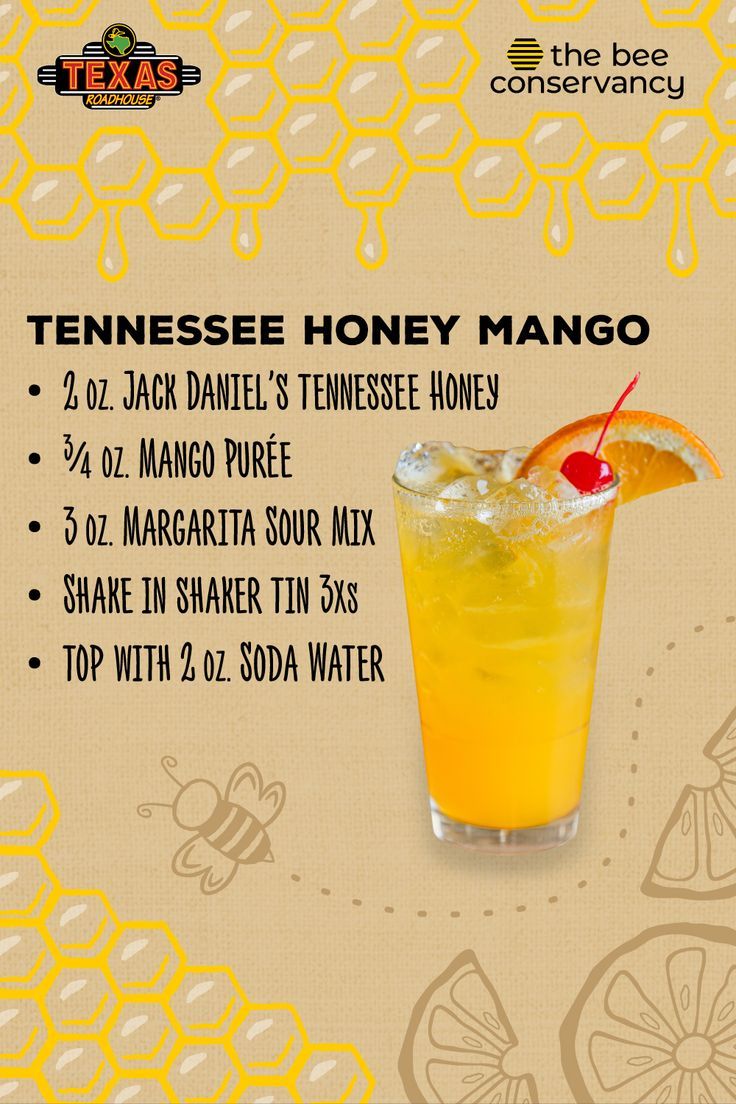 TEXAS
ROADHOUSE®
the bee
conservancy
TENNESSEE HONEY MANGO
• 2 oz. Jack Daniel's Tennessee Honey
• ¾ oz. Mango Purée
• 3 oz. Margarita Sour Mix
• Shake in shaker tin 3xs
• Top with 2 oz. Soda Water